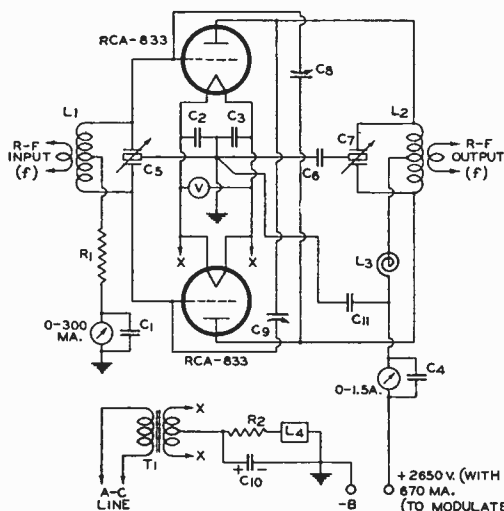 RCA-833
C8
L1
C2
C3
L2
R-F
INPUT
(f)
C5
C6
C7
R-F
OUTPUT
(f)
V
R1
X
X
L3
C9
C11
0-300
MA.
C1
RCA-833
0-1.5A.
C4
X
R2
L4
T1
X
C10
+ -
A-C
LINE
-B
+2650 V. (WITH
670 MA.
(TO MODULATE